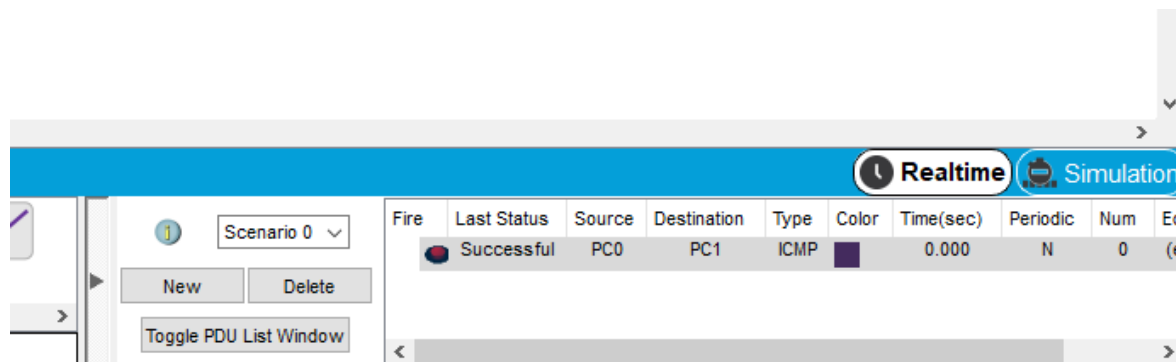 Realtime Simulation
Scenario 0
New Delete
Toggle PDU List Window
Fire Last Status Source Destination Type Color Time(sec) Periodic Num
Successful PC0 PC1 ICMP 0.000 N 0